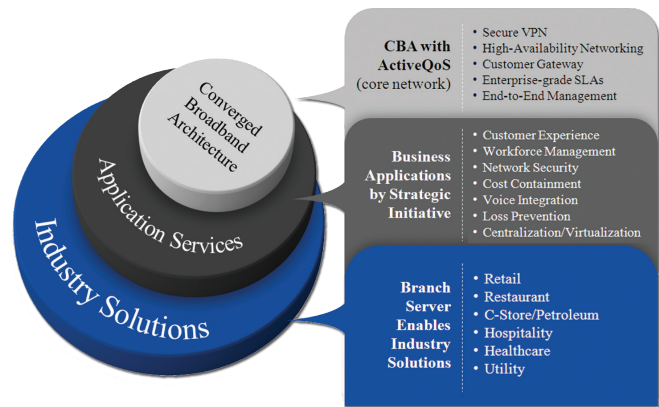 Converged
Broadband
Architecture
Application Services
Industry Solutions
CBA with
ActiveQoS
(core network)
• Secure VPN
• High-Availability Networking
• Customer Gateway
• Enterprise-grade SLAs
• End-to-End Management
Business
Applications
by Strategic
Initiative
• Customer Experience
• Workforce Management
• Network Security
• Cost Containment
• Voice Integration
• Loss Prevention
• Centralization/Virtualization
Branch
Server
Enables
Industry
Solutions
• Retail
• Restaurant
• C-Store/Petroleum
• Hospitality
• Healthcare
• Utility